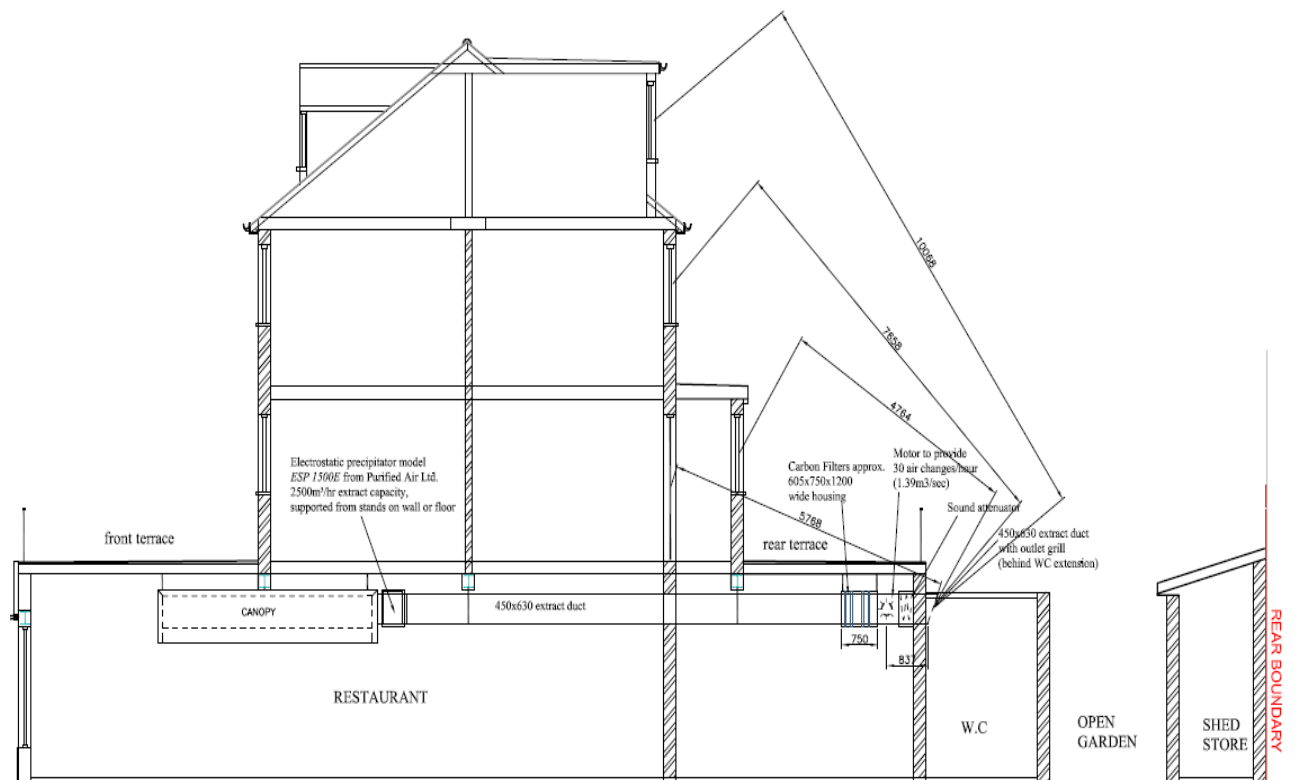 10068
7658
4764
5768
Electrostatic precipitator model
ESP 1500E from Purified Air Ltd.
2500m³/hr extract capacity,
supported from stands on wall or floor
Carbon Filters approx.
605x750x1200
wide housing
Motor to provide
30 air changes/hour
(1.39m3/sec)
Sound attenuator
450x630 extract duct
with outlet grill
(behind WC extension)
front terrace
rear terrace
CANOPY
450x630 extract duct
750
837
RESTAURANT
W.C
OPEN
GARDEN
SHED
STORE
REAR BOUNDARY